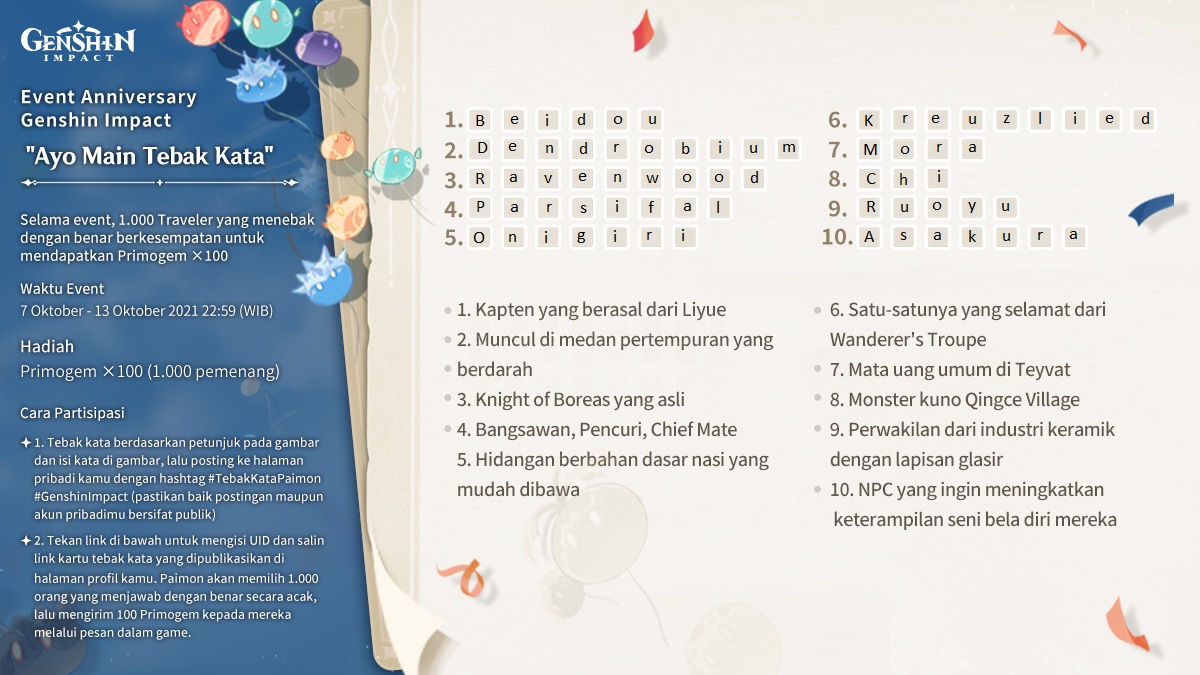 GENSHIN
IMPACT
Event Anniversary
Genshin Impact
"Ayo Main Tebak Kata"
Selama event, 1.000 Traveler yang menebak
dengan benar berkesempatan untuk
mendapatkan Primogem ×100
Waktu Event
7 Oktober - 13 Oktober 2021 22:59 (WIB)
Hadiah
Primogem ×100 (1.000 pemenang)
Cara Partisipasi
1. Tebak kata berdasarkan petunjuk pada gambar
dan isi kata di gambar, lalu posting ke halaman
pribadi kamu dengan hashtag #TebakKataPaimon
#GenshinImpact (pastikan baik postingan maupun
akun pribadimu bersifat publik)
2. Tekan link di bawah untuk mengisi UID dan salin
link kartu tebak kata yang dipublikasikan di
halaman profil kamu. Paimon akan memilih 1.000
orang yang menjawab dengan benar secara acak,
lalu mengirim 100 Primogem kepada mereka
melalui pesan dalam game.
1. B e i d o u
2. D e n d r o b i u m
3. R a v e n w o o d
4. P a r s i f a l
5. O n i g i r i
6. K r e u z l i e d
7. M o r a
8. C h i
9. R u o y u
10. A s a k u r a
1. Kapten yang berasal dari Liyue
2. Muncul di medan pertempuran yang
berdarah
3. Knight of Boreas yang asli
4. Bangsawan, Pencuri, Chief Mate
5. Hidangan berbahan dasar nasi yang
mudah dibawa
6. Satu-satunya yang selamat dari
Wanderer's Troupe
7. Mata uang umum di Teyvat
8. Monster kuno Qingce Village
9. Perwakilan dari industri keramik
dengan lapisan glasir
10. NPC yang ingin meningkatkan
keterampilan seni bela diri mereka